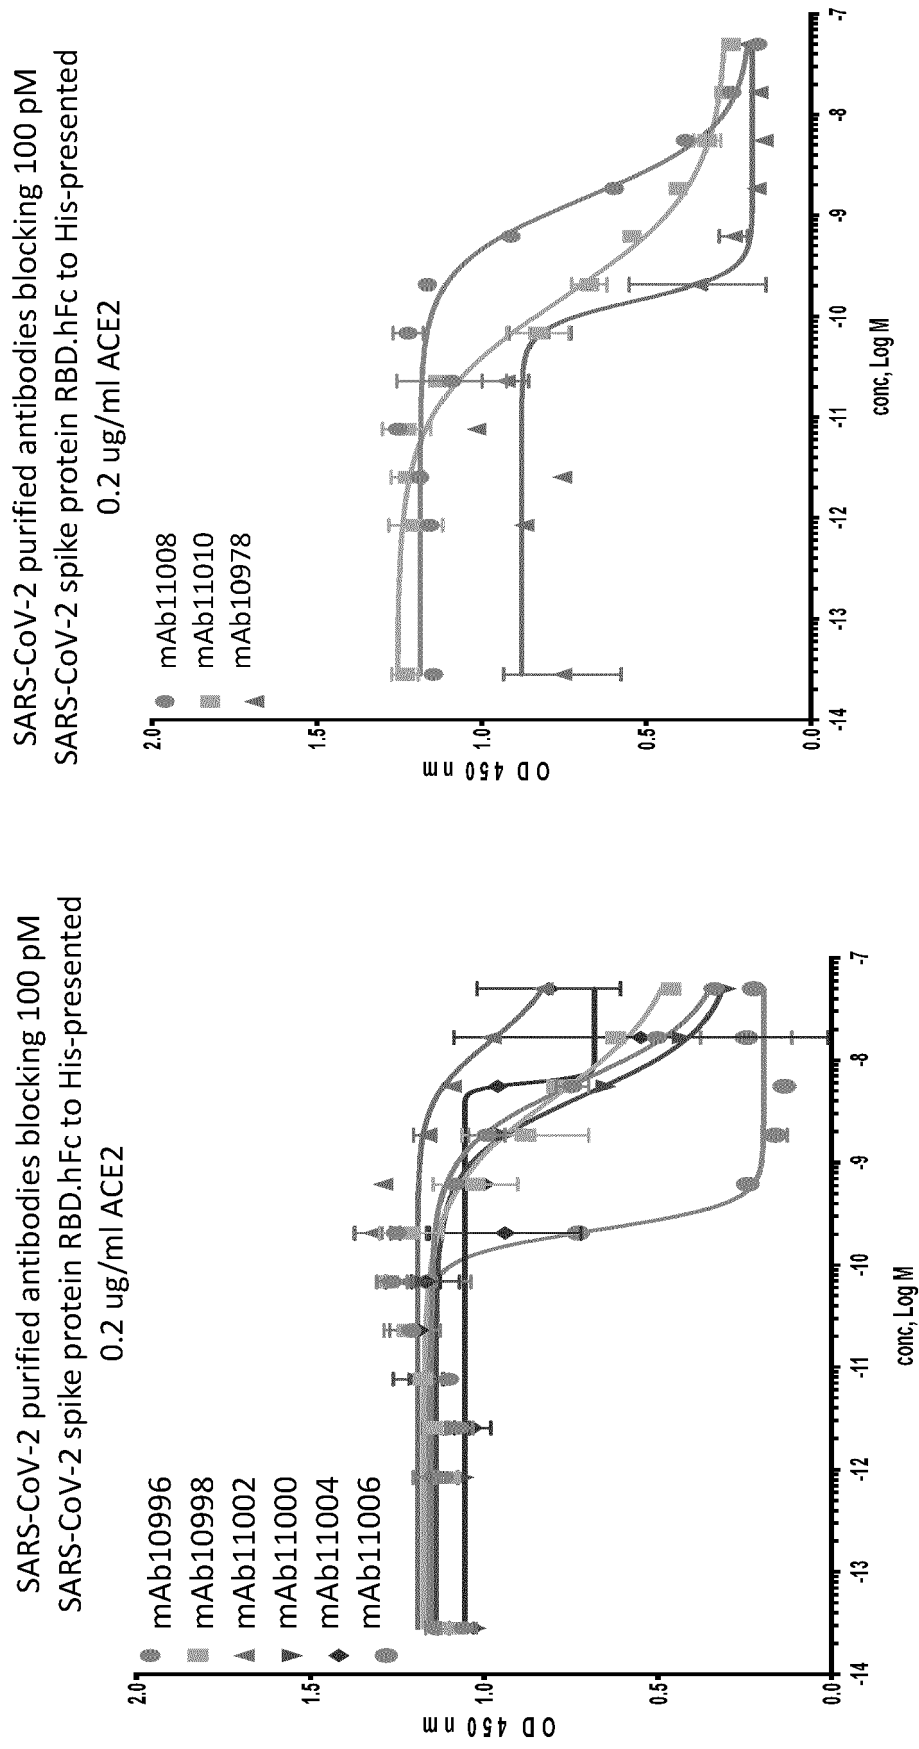 SARS-CoV-2 purified antibodies blocking 100 pM
SARS-CoV-2 spike protein RBD.hFc to His-presented
0.2 ug/ml ACE2
mAb10996
mAb10998
mAb11002
mAb11000
mAb11004
mAb11006
2.0
1.5
1.0
0.5
0.0
OD 450 nm
-14
-13
-12
-11
-10
-9
-8
-7
conc, Log M
SARS-CoV-2 purified antibodies blocking 100 pM
SARS-CoV-2 spike protein RBD.hFc to His-presented
0.2 ug/ml ACE2
mAb11008
mAb11010
mAb10978
2.0
1.5
1.0
0.5
0.0
OD 450 nm
-14
-13
-12
-11
-10
-9
-8
-7
conc, Log M